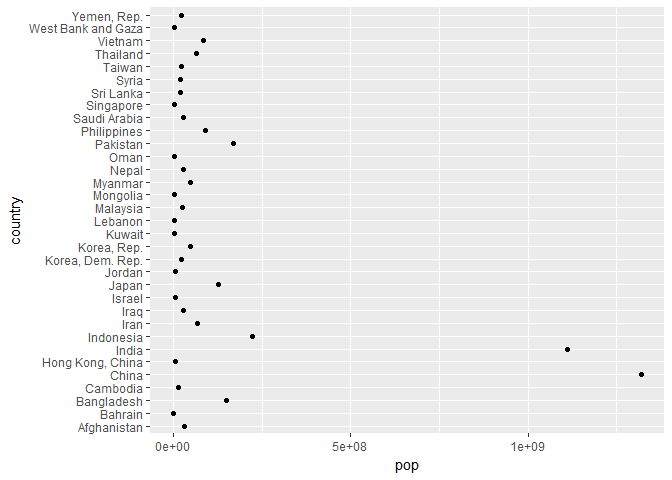 Yemen, Rep.
West Bank and Gaza
Vietnam
Thailand
Taiwan
Syria
Sri Lanka
Singapore
Saudi Arabia
Philippines
Pakistan
Oman
Nepal
Myanmar
Mongolia
Malaysia
Lebanon
Kuwait
Korea, Rep.
Korea, Dem. Rep.
Jordan
Japan
Israel
Iraq
Iran
Indonesia
India
Hong Kong, China
China
Cambodia
Bangladesh
Bahrain
Afghanistan
country
0e+00 5e+08 1e+09
pop